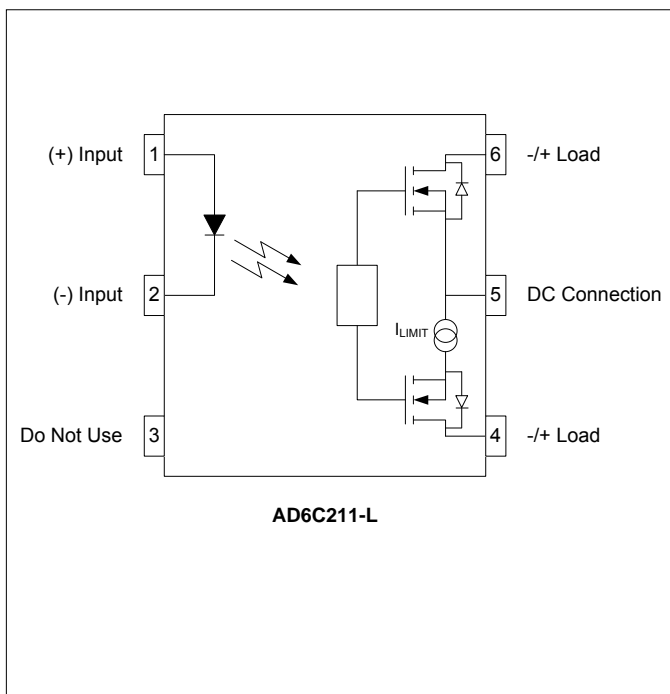 (+) Input 1
6 -/+ Load
(-) Input 2
5 DC Connection
ILIMIT
Do Not Use 3
4 -/+ Load
AD6C211-L